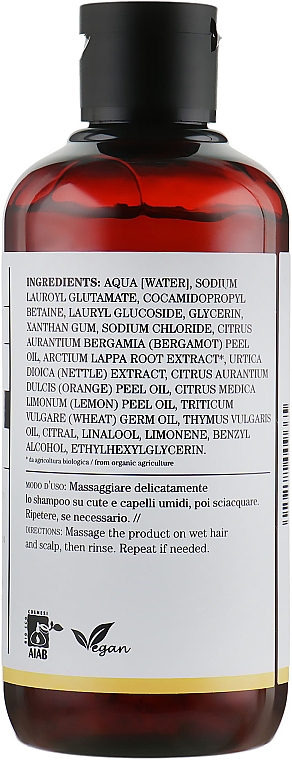 INGREDIENTS: AQUA [WATER], SODIUM
LAUROYL GLUTAMATE, COCAMIDOPROPYL
BETAINE, LAURYL GLUCOSIDE, GLYCERIN,
XANTHAN GUM, SODIUM CHLORIDE, CITRUS
AURANTIUM BERGAMIA (BERGAMOT) PEEL
OIL, ARCTIUM LAPPA ROOT EXTRACT*, URTICA
DIOICA (NETTLE) EXTRACT, CITRUS AURANTIUM
DULCIS (ORANGE) PEEL OIL, CITRUS MEDICA
LIMONUM (LEMON) PEEL OIL, TRITICUM
VULGARE (WHEAT) GERM OIL, THYMUS VULGARIS
OIL, CITRAL, LINALOOL, LIMONENE, BENZYL
ALCOHOL, ETHYLHEXYLGLYCERIN.
* da agricoltura biologica / from organic agriculture
MODO D'USO: Massaggiare delicatamente
lo shampoo su cute e capelli umidi, poi sciacquare.
Ripetere, se necessario. //
DIRECTIONS: Massage the product on wet hair
and scalp, then rinse. Repeat if needed.
BIO ECO COSMESI
AIAB
Vegan